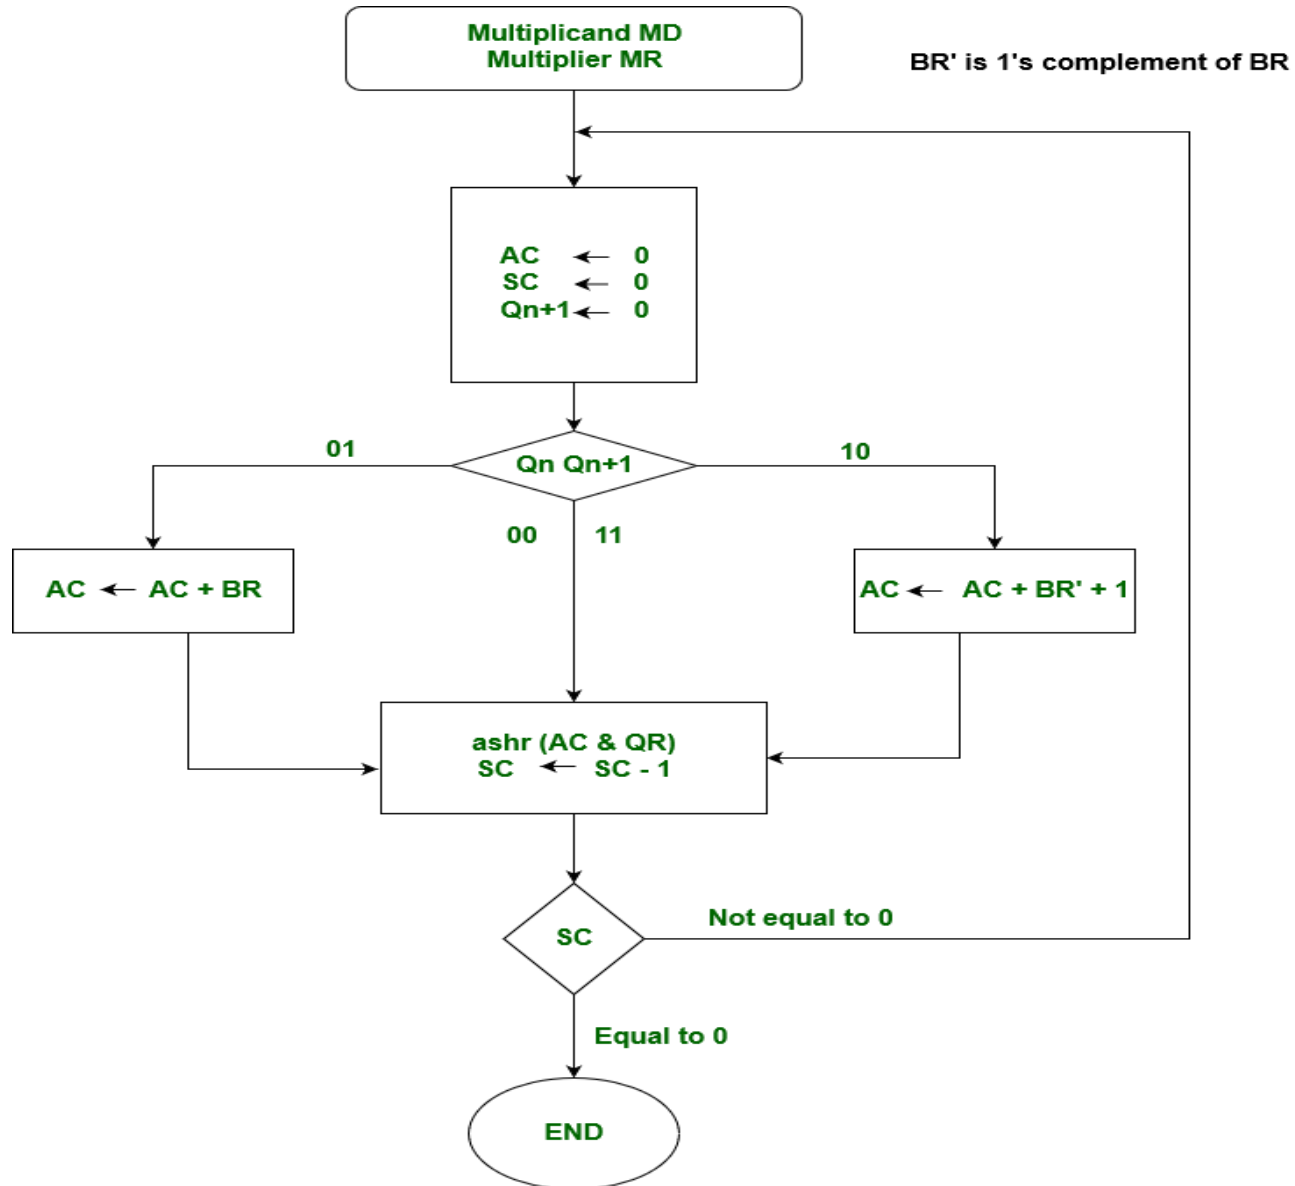 Multiplicand MD
Multiplier MR
BR' is 1's complement of BR
AC ← 0
SC ← 0
Qn+1 ← 0
01
Qn Qn+1
10
00 11
AC ← AC + BR
AC ← AC + BR' + 1
ashr (AC & QR)
SC ← SC - 1
Not equal to 0
SC
Equal to 0
END